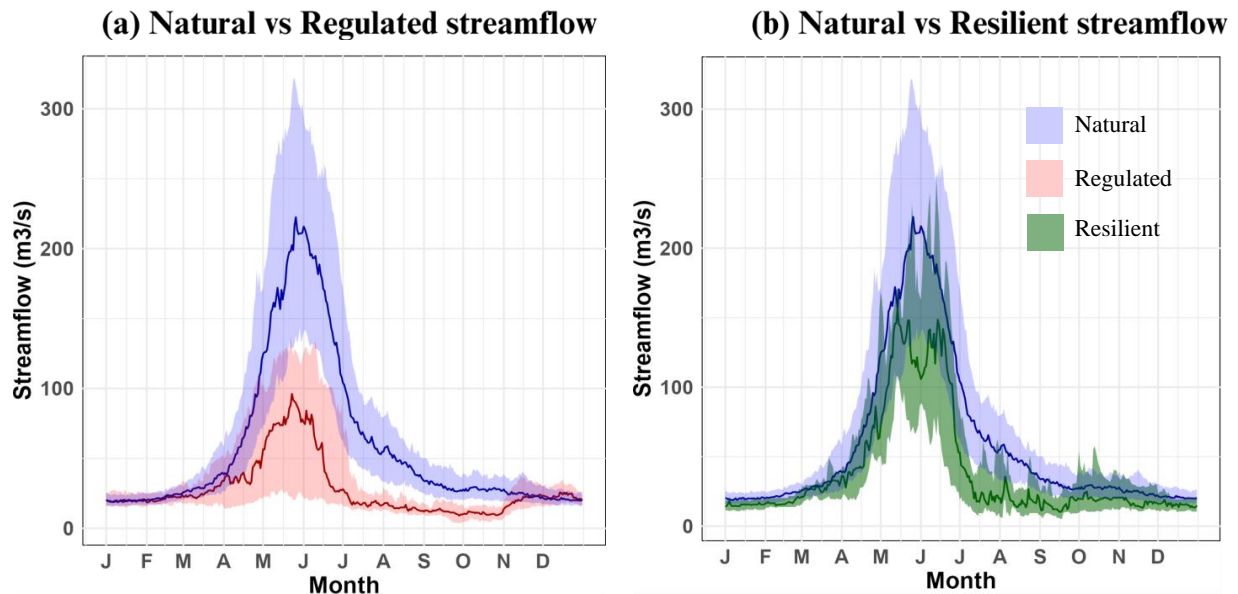 (a) Natural vs Regulated streamflow
300
200
100
0
Streamflow (m3/s)
J F M A M J J A S O N D
Month
(b) Natural vs Resilient streamflow
300
200
100
0
Streamflow (m3/s)
J F M A M J J A S O N D
Month
Natural
Regulated
Resilient